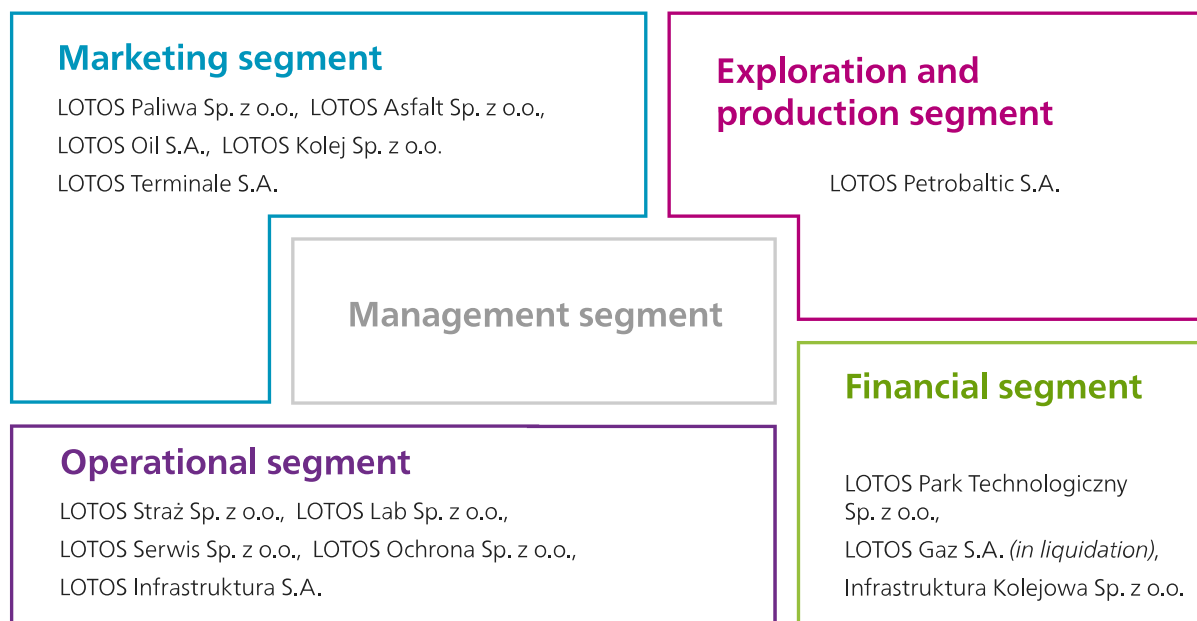 Marketing segment
LOTOS Paliwa Sp. z o.o., LOTOS Asfalt Sp. z o.o.,
LOTOS Oil S.A., LOTOS Kolej Sp. z o.o.
LOTOS Terminale S.A.
Exploration and
production segment
LOTOS Petrobaltic S.A.
Management segment
Operational segment
LOTOS Straż Sp. z o.o., LOTOS Lab Sp. z o.o.,
LOTOS Serwis Sp. z o.o., LOTOS Ochrona Sp. z o.o.,
LOTOS Infrastruktura S.A.
Financial segment
LOTOS Park Technologiczny
Sp. z o.o.,
LOTOS Gaz S.A. (in liquidation),
Infrastruktura Kolejowa Sp. z o.o.